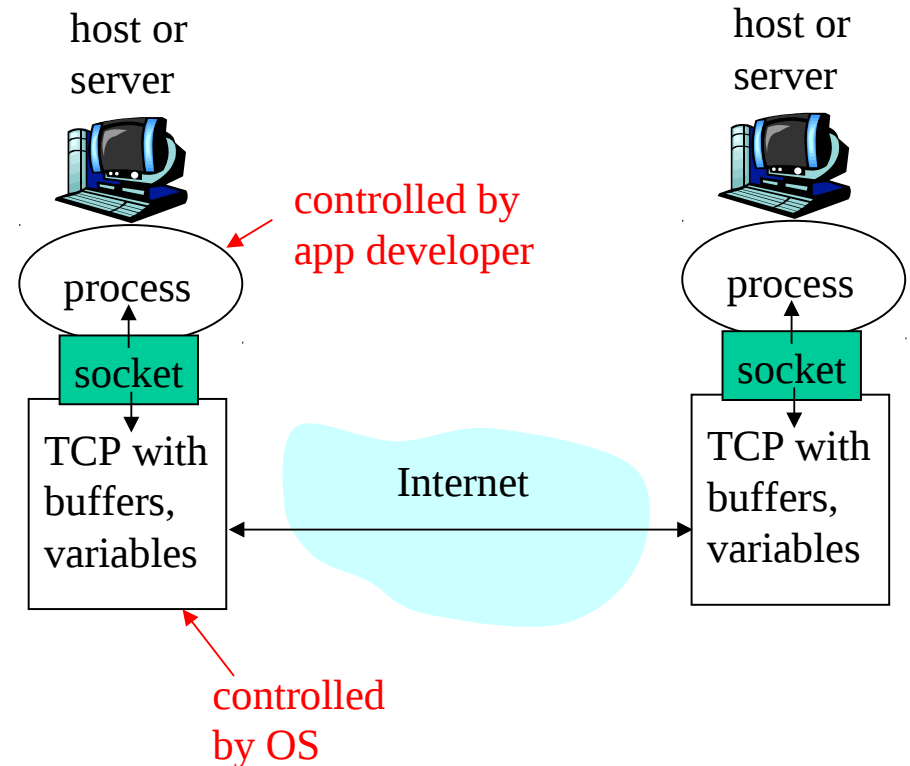 host or
server
host or
server
controlled by
app developer
process
process
socket
socket
TCP with
buffers,
variables
Internet
TCP with
buffers,
variables
controlled
by OS